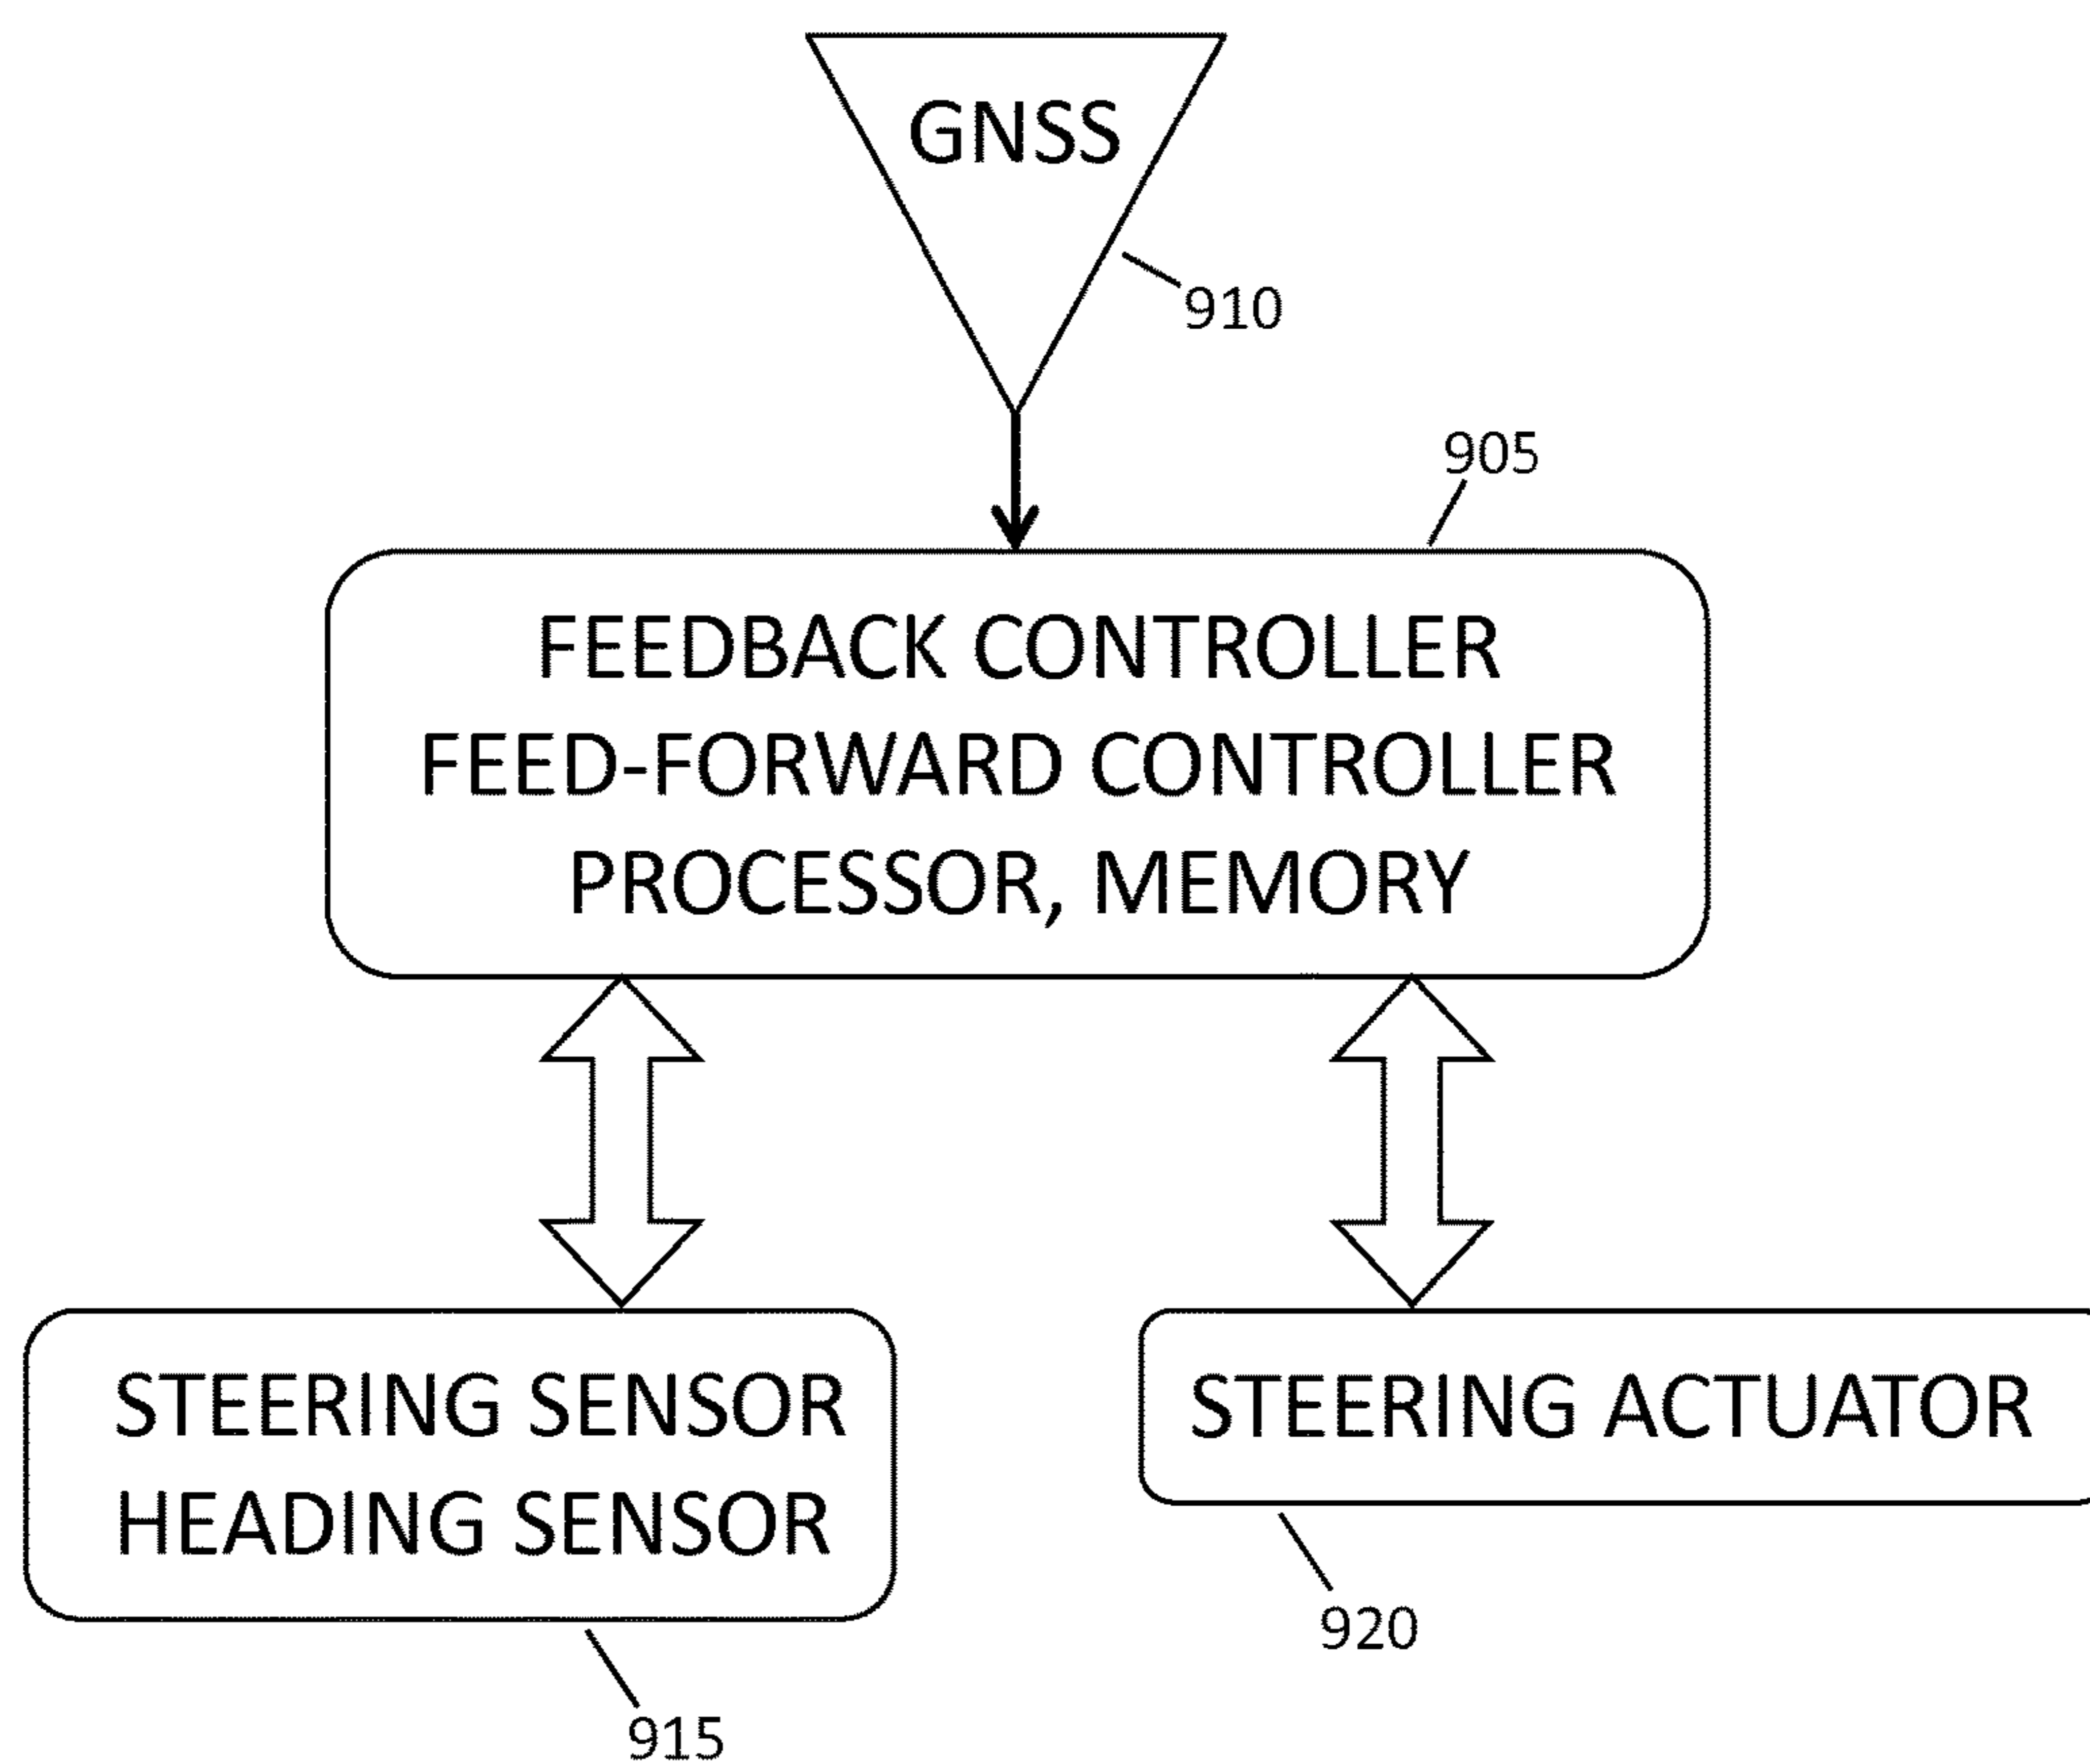 GNSS
910
905
FEEDBACK CONTROLLER
FEED-FORWARD CONTROLLER
PROCESSOR, MEMORY
STEERING SENSOR
HEADING SENSOR
STEERING ACTUATOR
920
915